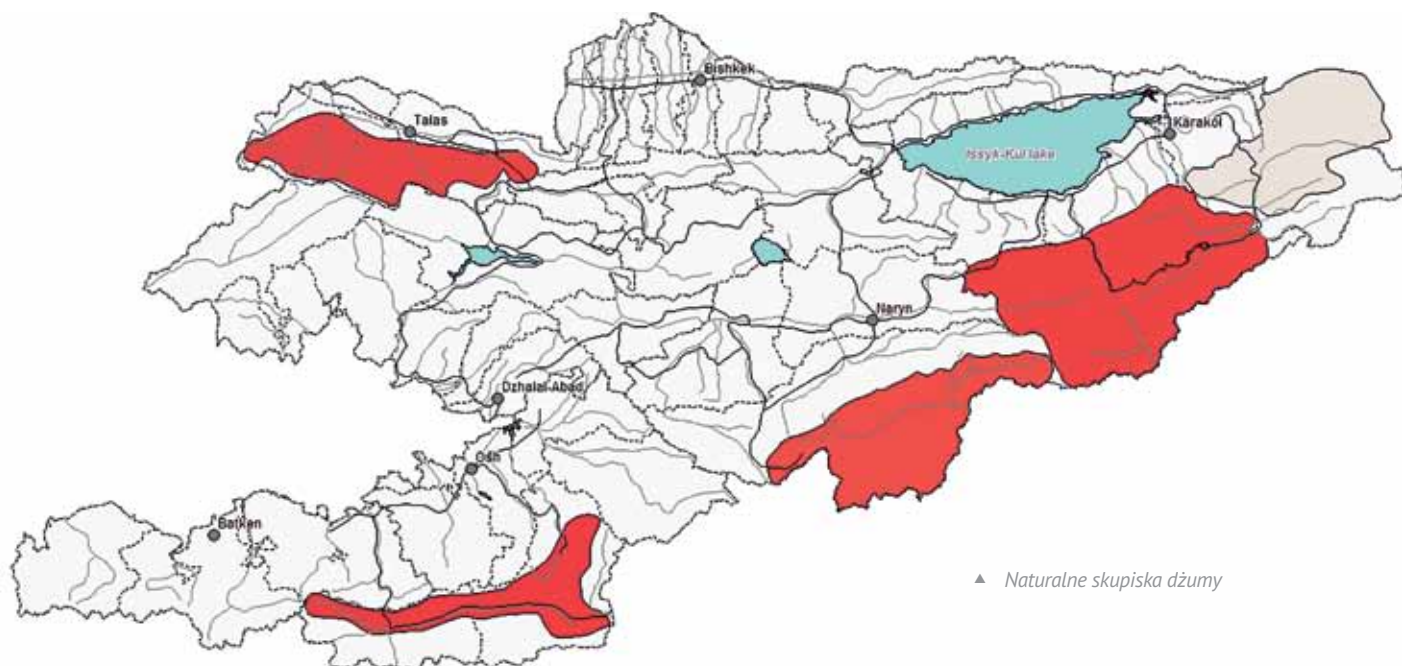 Bishkek
Talas
Karakol
Issyk-Kul lake
Naryn
Dzhalal-Abad
Osh
Batken
▲ Naturalne skupiska dżumy